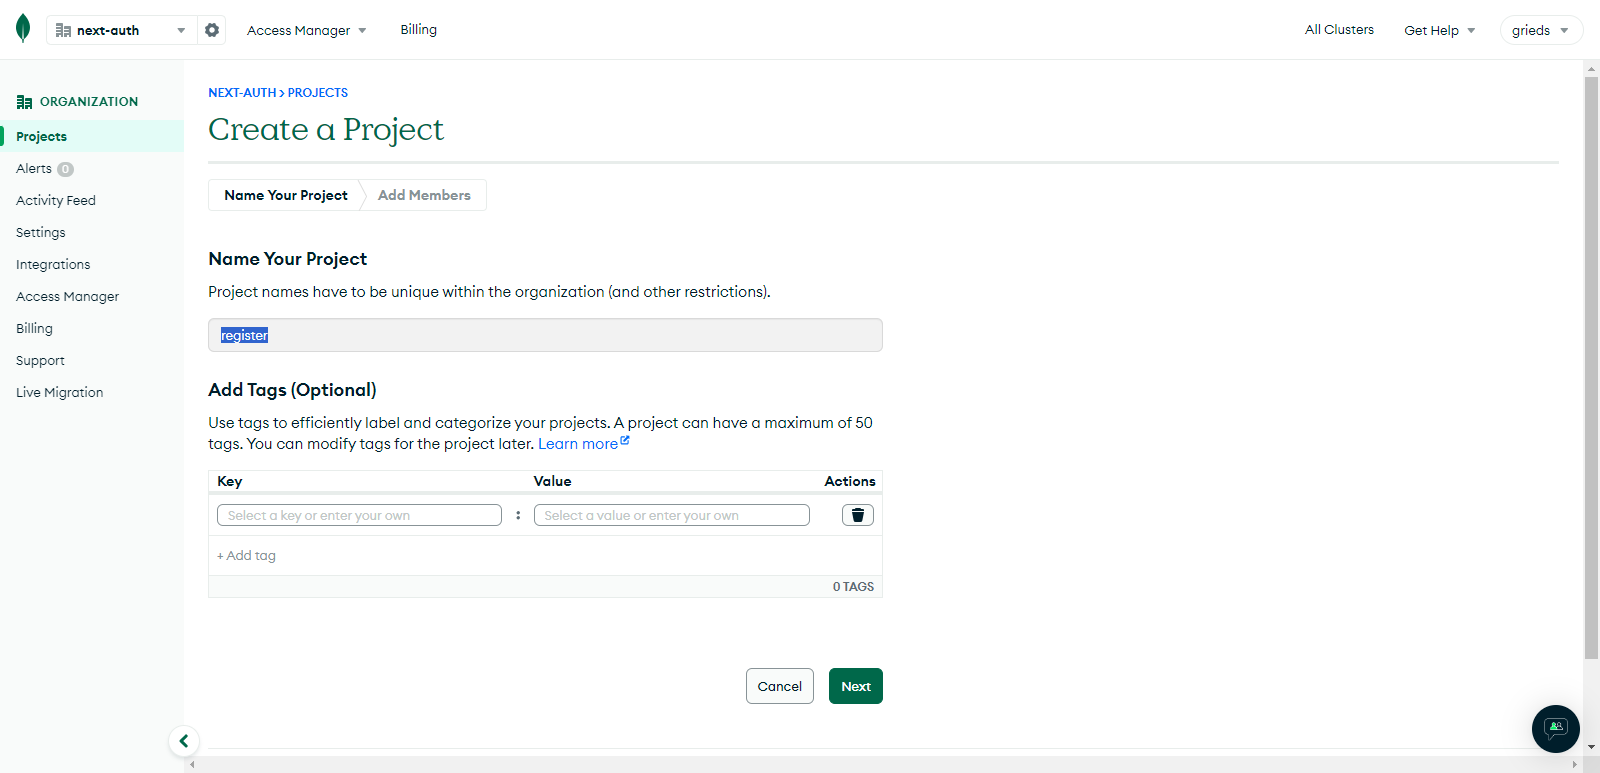 next-auth
Access Manager
Billing
All Clusters
Get Help
grieds
ORGANIZATION
Projects
Alerts 0
Activity Feed
Settings
Integrations
Access Manager
Billing
Support
Live Migration
NEXT-AUTH > PROJECTS
Create a Project
Name Your Project
Add Members
Name Your Project
Project names have to be unique within the organization (and other restrictions).
register
Add Tags (Optional)
Use tags to efficiently label and categorize your projects. A project can have a maximum of 50
tags. You can modify tags for the project later. Learn more
Key Value Actions
Select a key or enter your own : Select a value or enter your own
+ Add tag
0 TAGS
Cancel
Next